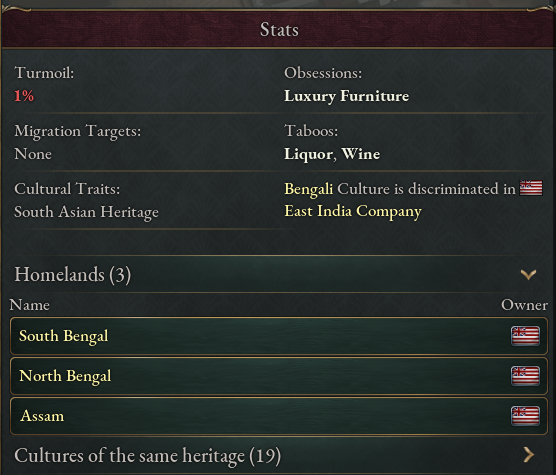 Stats
Turmoil:
1%
Obsessions:
Luxury Furniture
Migration Targets:
None
Taboos:
Liquor, Wine
Cultural Traits:
South Asian Heritage
Bengali Culture is discriminated in
East India Company
Homelands (3)
Name Owner
South Bengal
North Bengal
Assam
Cultures of the same heritage (19)